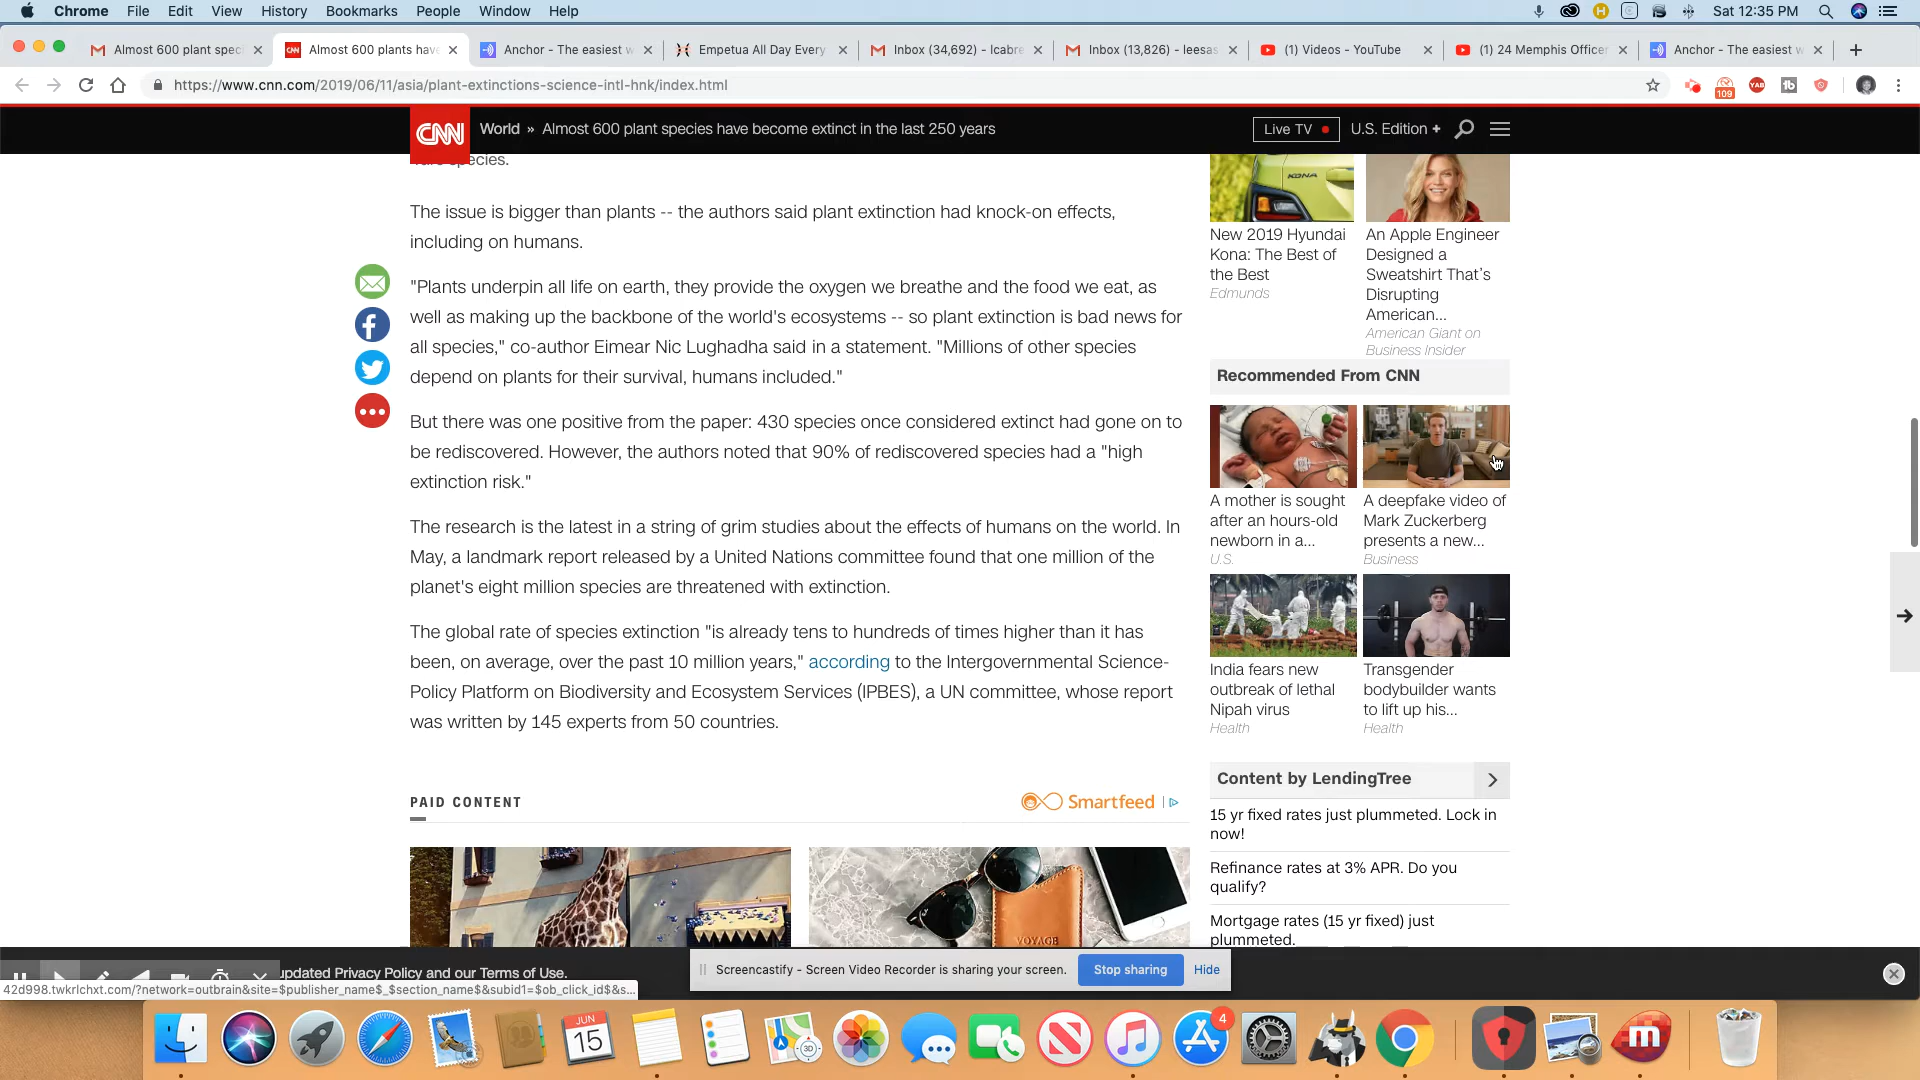 Chrome File Edit View History Bookmarks People Window Help
Sat 12:35 PM
Almost 600 plant spec
Almost 600 plants hav
Anchor - The easiest w
Empetua All Day Every
Inbox (34,692) - lcabre
Inbox (13,826) - leesas
(1) Videos - YouTube
(1) 24 Memphis Officer
Anchor - The easiest w
https://www.cnn.com/2019/06/11/asia/plant-extinctions-science-intl-hnk/index.html
109
YAB
CNN
World » Almost 600 plant species have become extinct in the last 250 years
Live TV
U.S. Edition +
species.
The issue is bigger than plants -- the authors said plant extinction had knock-on effects,
including on humans.
"Plants underpin all life on earth, they provide the oxygen we breathe and the food we eat, as
well as making up the backbone of the world's ecosystems -- so plant extinction is bad news for
all species," co-author Eimear Nic Lughadha said in a statement. "Millions of other species
depend on plants for their survival, humans included."
But there was one positive from the paper: 430 species once considered extinct had gone on to
be rediscovered. However, the authors noted that 90% of rediscovered species had a "high
extinction risk."
The research is the latest in a string of grim studies about the effects of humans on the world. In
May, a landmark report released by a United Nations committee found that one million of the
planet's eight million species are threatened with extinction.
The global rate of species extinction "is already tens to hundreds of times higher than it has
been, on average, over the past 10 million years," according to the Intergovernmental Science-
Policy Platform on Biodiversity and Ecosystem Services (IPBES), a UN committee, whose report
was written by 145 experts from 50 countries.
PAID CONTENT
Smartfeed
VOYAGE
KONA
New 2019 Hyundai
Kona: The Best of
the Best
Edmunds
An Apple Engineer
Designed a
Sweatshirt That's
Disrupting
American...
American Giant on
Business Insider
Recommended From CNN
A mother is sought
after an hours-old
newborn in a...
U.S.
A deepfake video of
Mark Zuckerberg
presents a new...
Business
India fears new
outbreak of lethal
Nipah virus
Health
Transgender
bodybuilder wants
to lift up his...
Health
Content by LendingTree
15 yr fixed rates just plummeted. Lock in
now!
Refinance rates at 3% APR. Do you
qualify?
Mortgage rates (15 yr fixed) just
plummeted.
updated Privacy Policy and our Terms of Use.
Screencastify - Screen Video Recorder is sharing your screen.
Stop sharing
Hide
42d998.twkrlchxt.com/?network=outbrain&site=$publisher_name$_$section_name$&subid1=$ob_click_id$&s...
JUN
15
3D
4